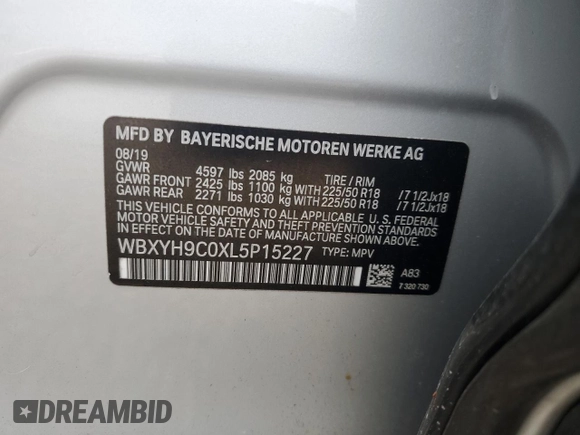 MFD BY BAYERISCHE MOTOREN WERKE AG
08/19
GVWR 4597 lbs 2085 kg TIRE / RIM
GAWR FRONT 2425 lbs 1100 kg WITH 225/50 R18 /7 1/2Jx18
GAWR REAR 2271 lbs 1030 kg WITH 225/50 R18 /7 1/2Jx18
THIS VEHICLE CONFORMS TO ALL APPLICABLE U.S. FEDERAL
MOTOR VEHICLE SAFETY AND THEFT PREVENTION STANDARDS
IN EFFECT ON THE DATE OF MANUFACTURE SHOWN ABOVE.
WBXYH9C0XL5P15227 TYPE: MPV
A83
7 320 730
DREAMBID